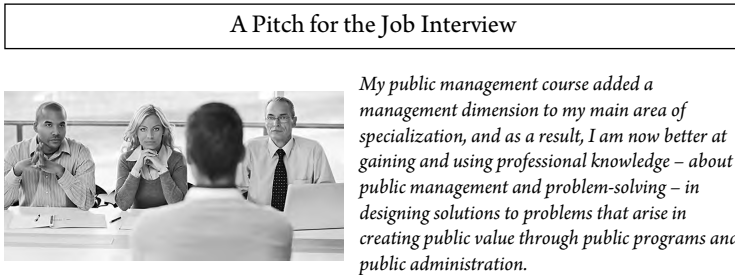 A Pitch for the Job Interview
My public management course added a
management dimension to my main area of
specialization, and as a result, I am now better at
gaining and using professional knowledge – about
public management and problem-solving – in
designing solutions to problems that arise in
creating public value through public programs and
public administration.